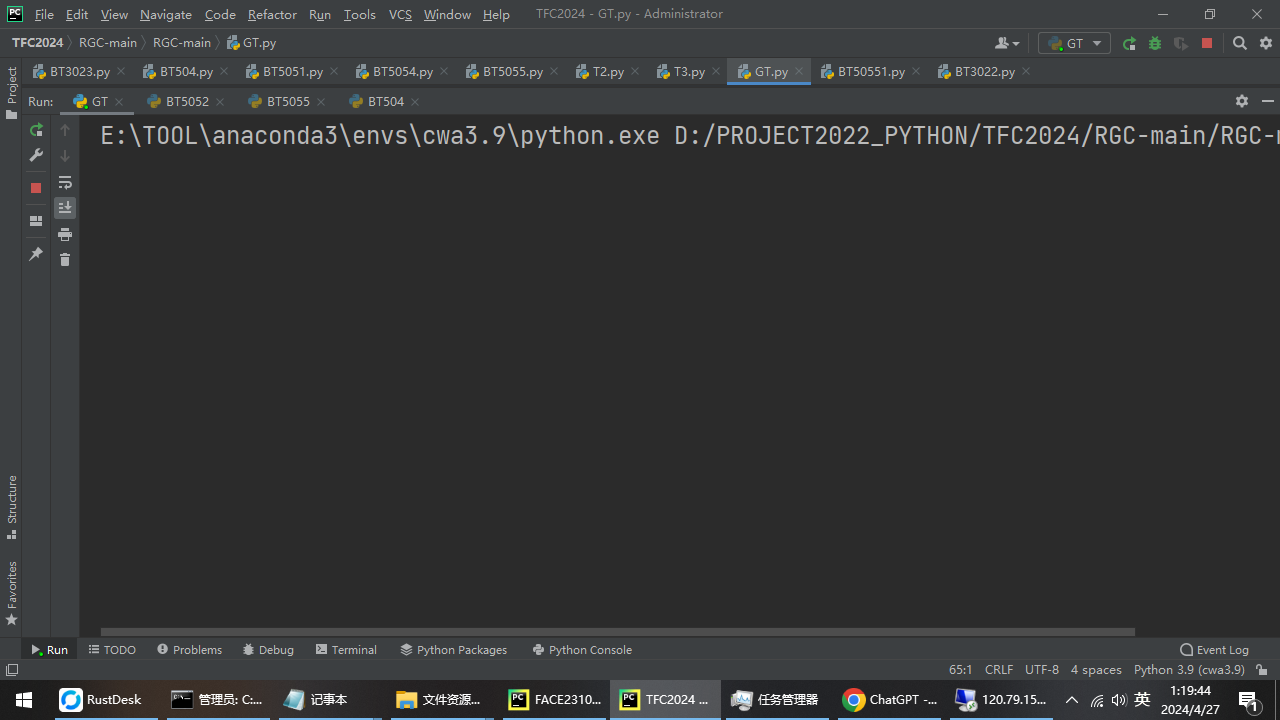 File Edit View Navigate Code Refactor Run Tools VCS Window Help TFC2024 - GT.py - Administrator
TFC2024 RGC-main RGC-main GT.py GT
BT3023.py BT504.py BT5051.py BT5054.py BT5055.py T2.py T3.py GT.py BT50551.py BT3022.py
Project
Run: GT BT5052 BT5055 BT504
E:\TOOL\anaconda3\envs\cwa3.9\python.exe D:/PROJECT2022_PYTHON/TFC2024/RGC-main/RGC-
Structure
Favorites
Run TODO Problems Debug Terminal Python Packages Python Console Event Log
65:1 CRLF UTF-8 4 spaces Python 3.9 (cwa3.9)
RustDesk 管理员: C:... 记事本 文件资源... FACE2310... TFC2024 ... 任务管理器 ChatGPT -... 120.79.15... 英 1:19:44
2024/4/27 1